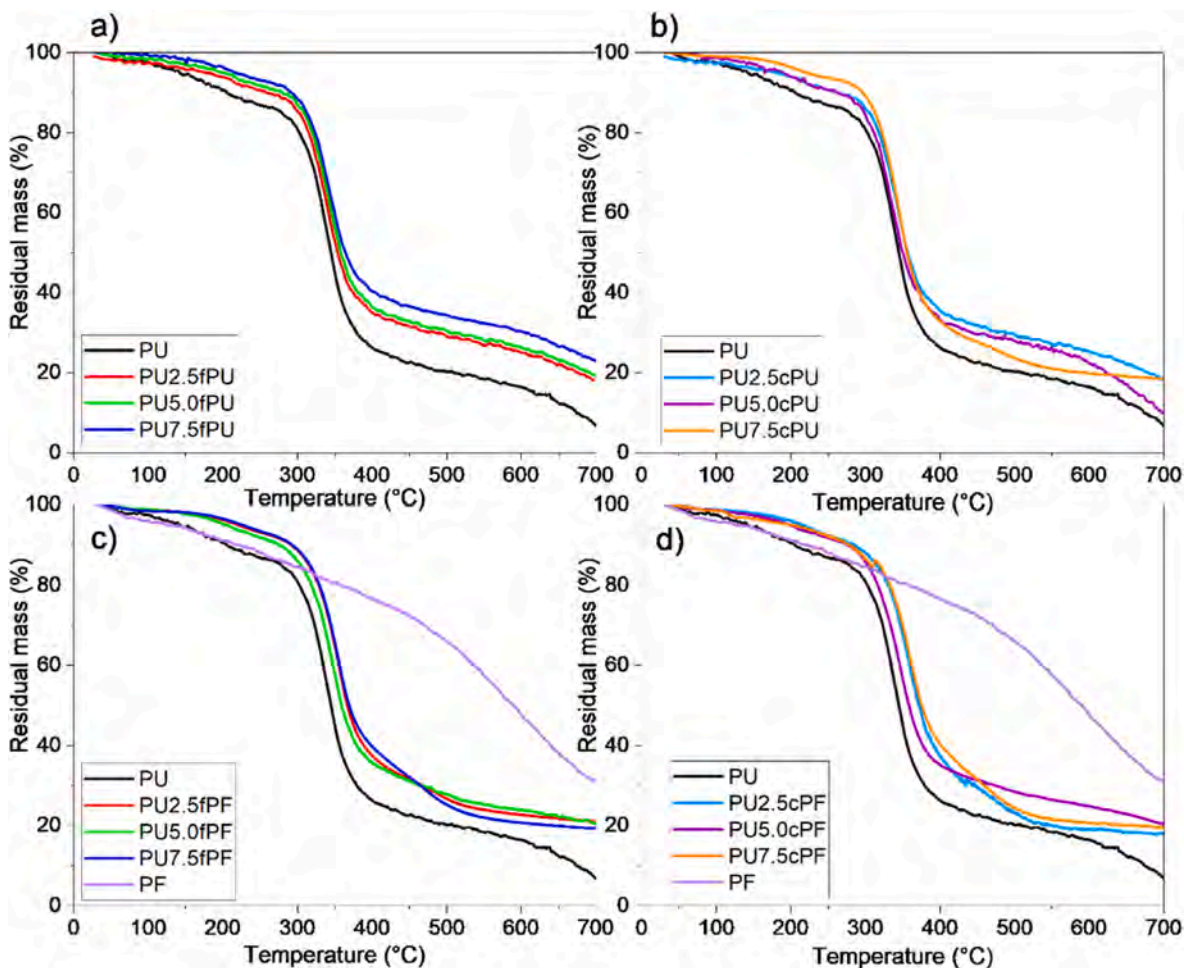 a)
Residual mass (%)
100
80
60
40
20
0
PU
PU2.5fPU
PU5.0fPU
PU7.5fPU
0 100 200 300 400 500 600 700
Temperature (°C)
b)
Residual mass (%)
100
80
60
40
20
0
PU
PU2.5cPU
PU5.0cPU
PU7.5cPU
0 100 200 300 400 500 600 700
Temperature (°C)
c)
Residual mass (%)
100
80
60
40
20
0
PU
PU2.5fPF
PU5.0fPF
PU7.5fPF
PF
0 100 200 300 400 500 600 700
Temperature (°C)
d)
Residual mass (%)
100
80
60
40
20
0
PU
PU2.5cPF
PU5.0cPF
PU7.5cPF
PF
0 100 200 300 400 500 600 700
Temperature (°C)